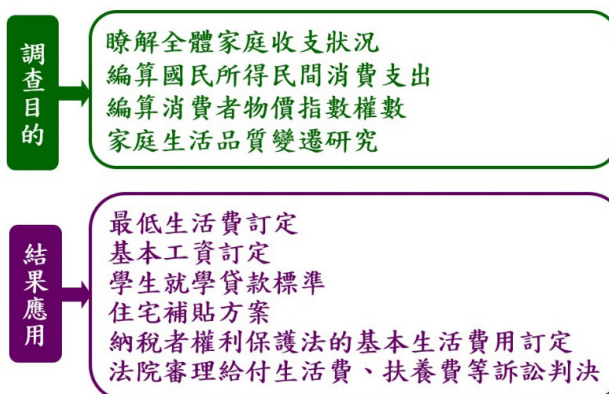 調查目的
瞭解全體家庭收支狀況
編算國民所得民間消費支出
編算消費者物價指數權數
家庭生活品質變遷研究
結果應用
最低生活費訂定
基本工資訂定
學生就學貸款標準
住宅補貼方案
納稅者權利保護法的基本生活費用訂定
法院審理給付生活費、扶養費等訴訟判決